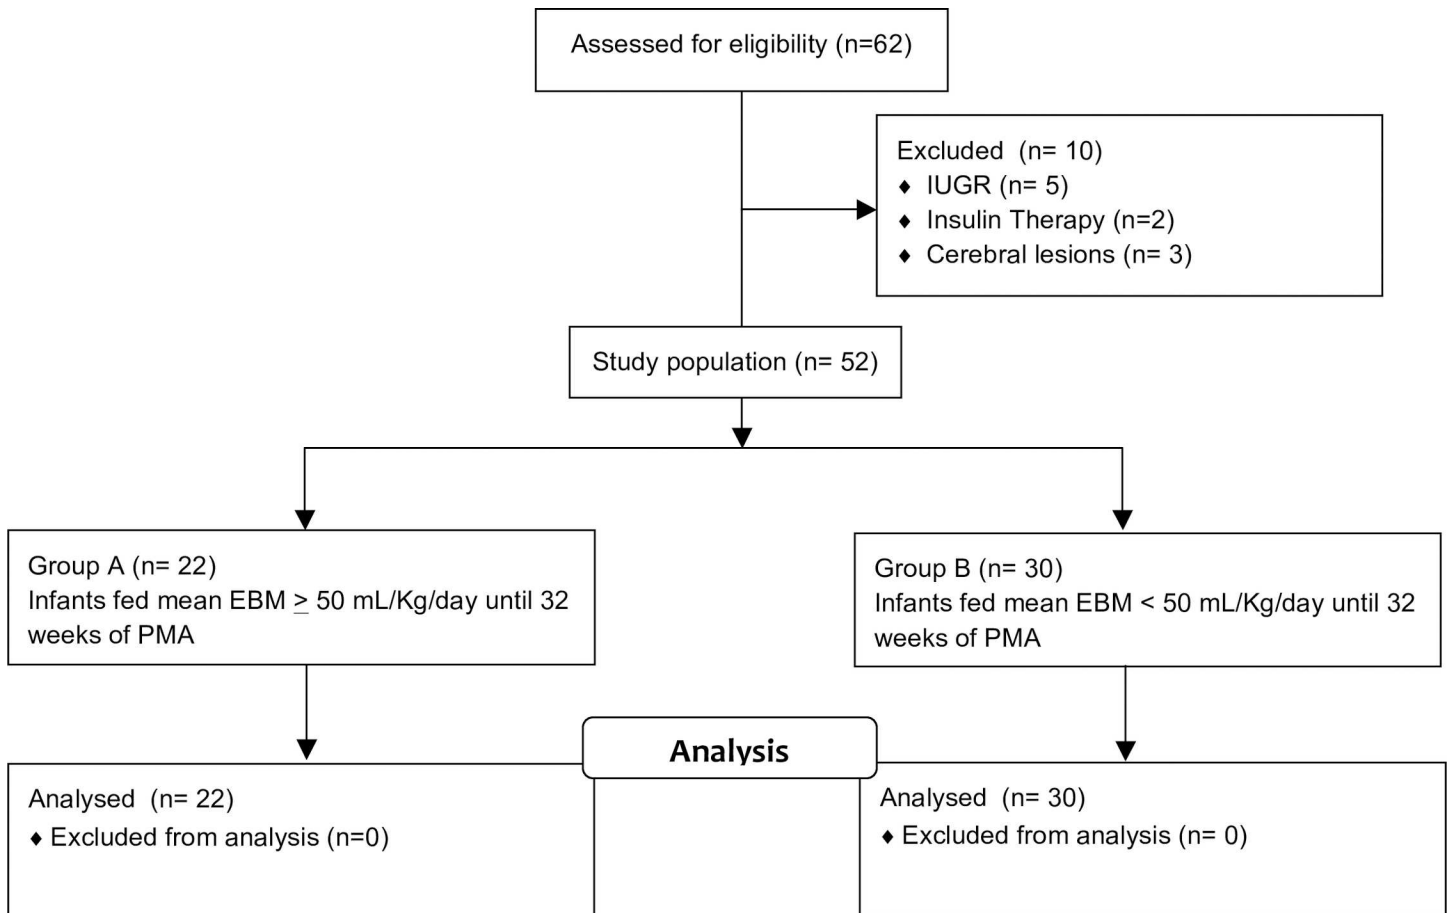 Assessed for eligibility (n=62)
Excluded  (n= 10)
♦ IUGR (n= 5)
♦ Insulin Therapy (n=2)
♦ Cerebral lesions (n= 3)
Study population (n= 52)
Group A (n= 22)
Infants fed mean EBM ≥ 50 mL/Kg/day until 32
weeks of PMA
Group B (n= 30)
Infants fed mean EBM < 50 mL/Kg/day until 32
weeks of PMA
Analysis
Analysed  (n= 22)
♦ Excluded from analysis (n=0)
Analysed  (n= 30)
♦ Excluded from analysis (n= 0)